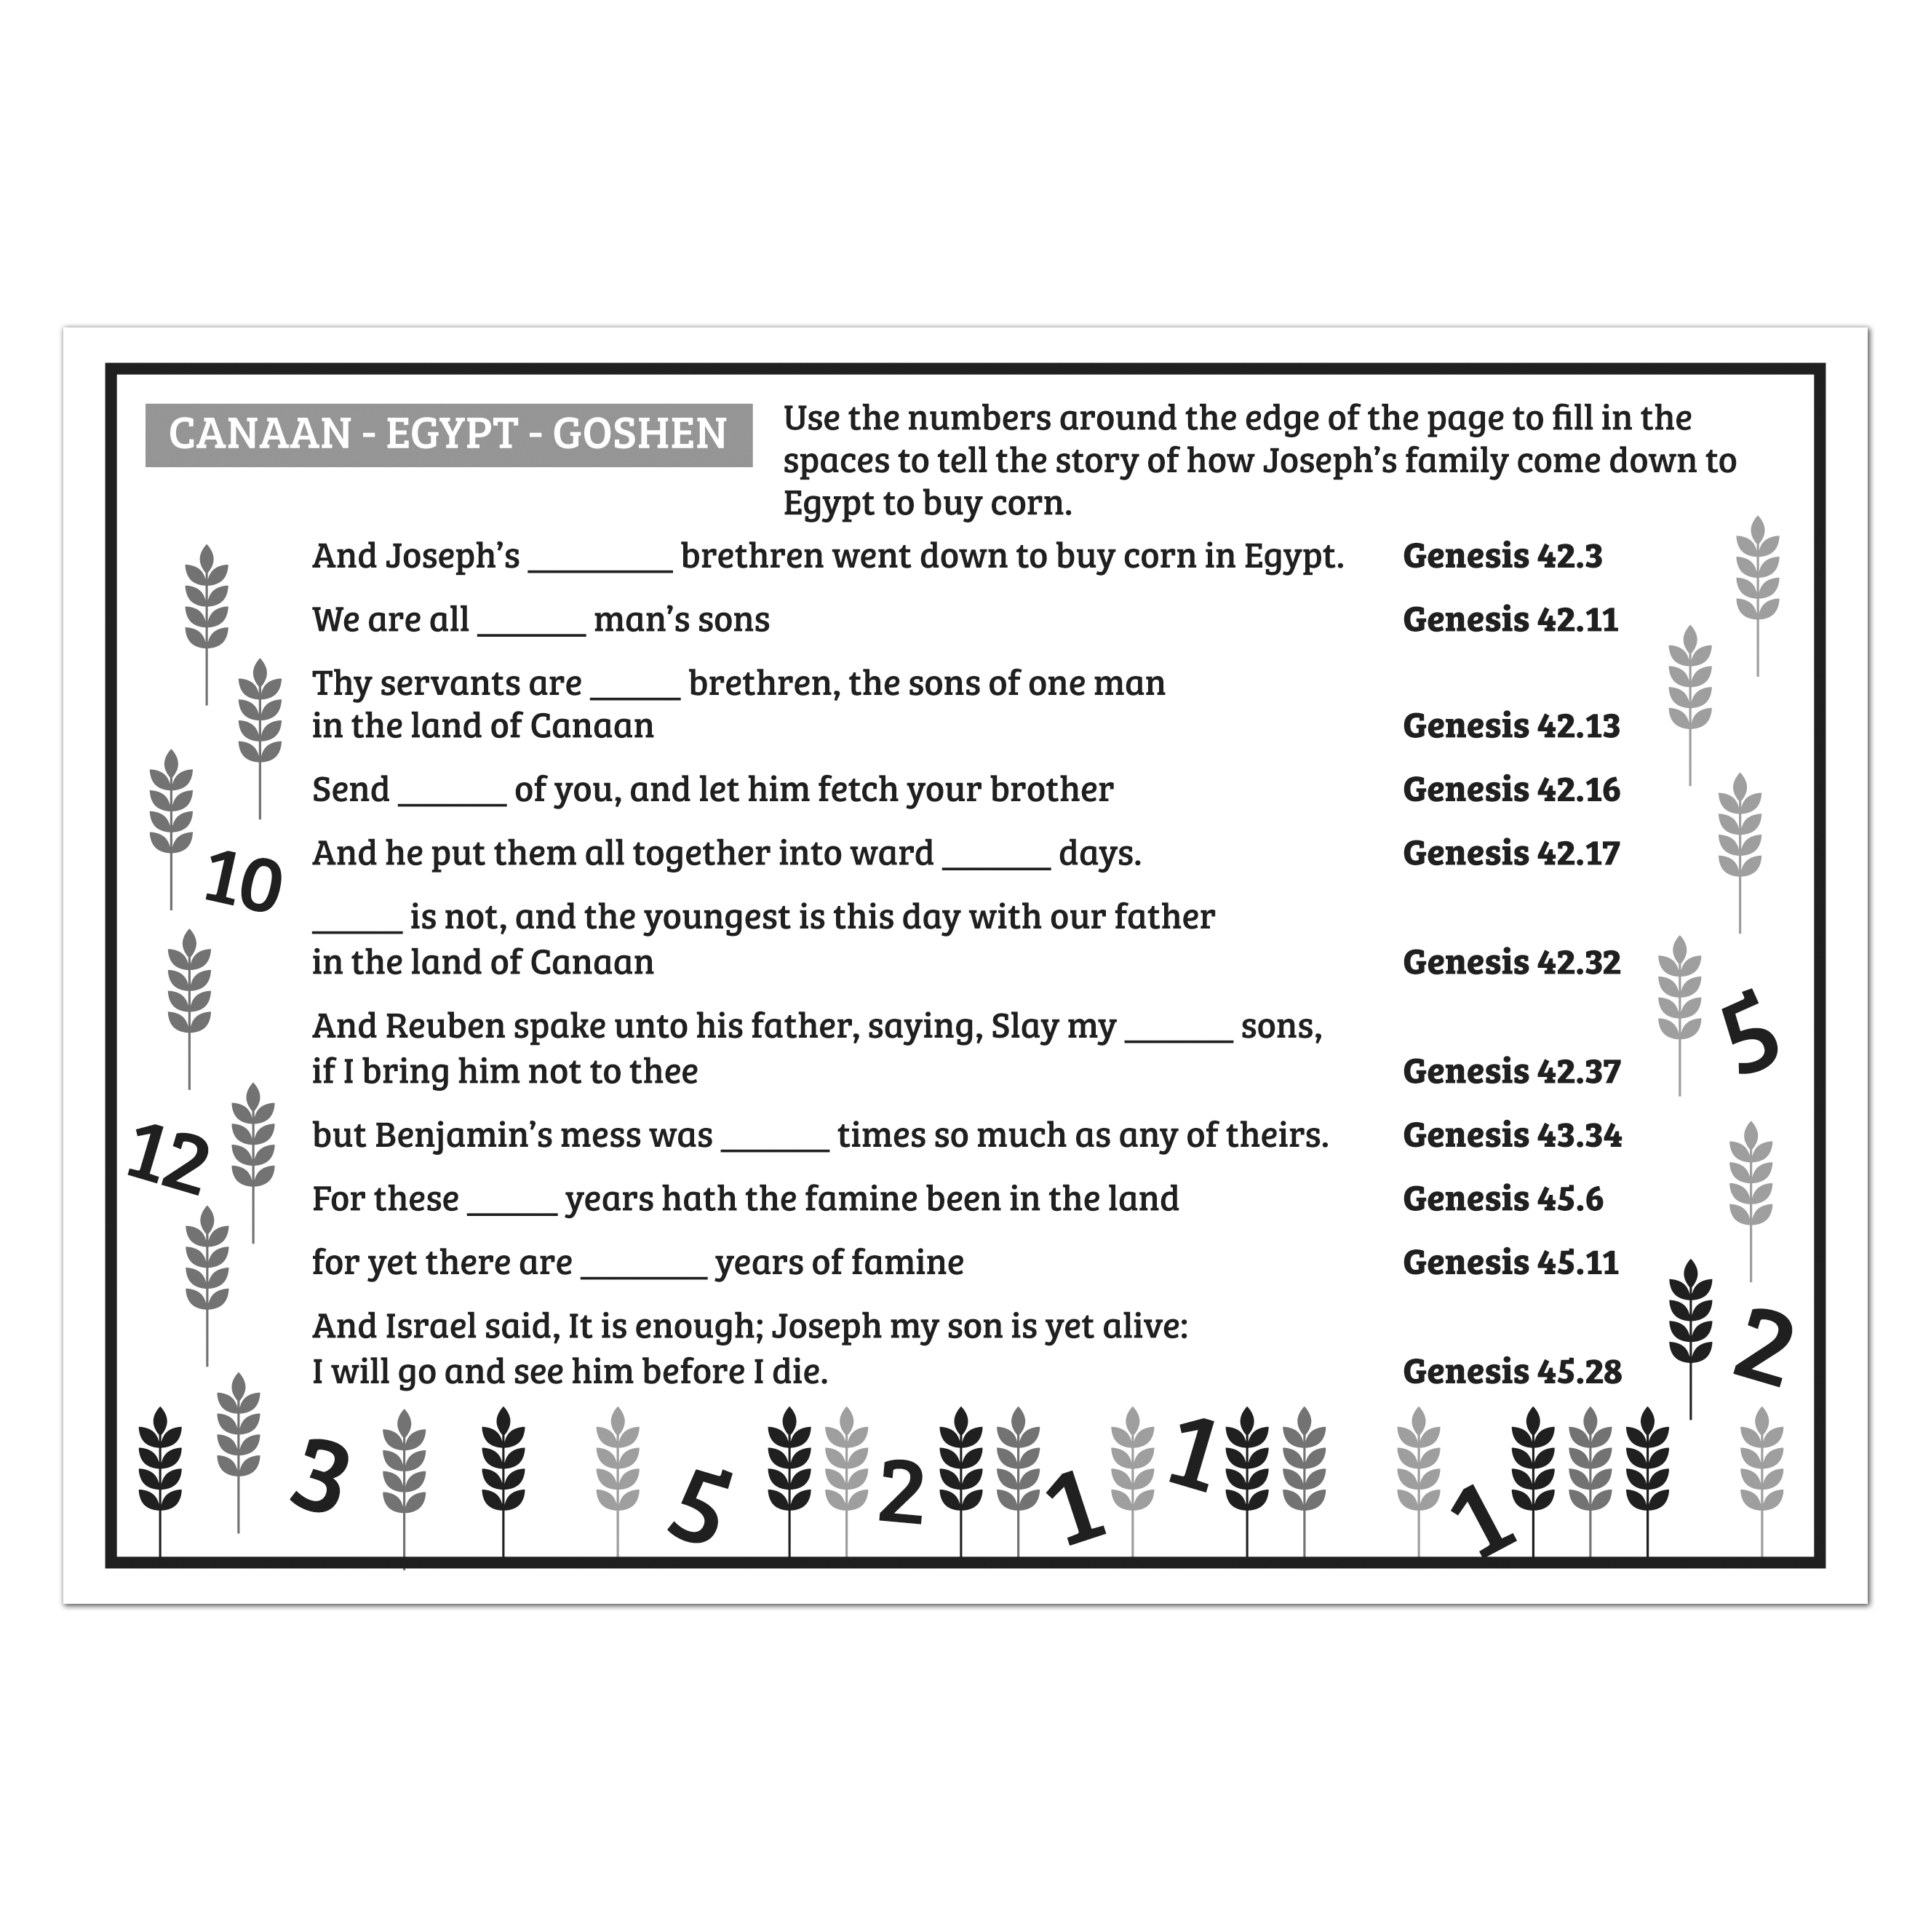 CANAAN - EGYPT - GOSHEN
Use the numbers around the edge of the page to fill in the
spaces to tell the story of how Joseph's family come down to
Egypt to buy corn.
And Joseph's ________ brethren went down to buy corn in Egypt. Genesis 42.3
We are all ______ man's sons Genesis 42.11
Thy servants are _____ brethren, the sons of one man
in the land of Canaan Genesis 42.13
Send ______ of you, and let him fetch your brother Genesis 42.16
And he put them all together into ward ______ days. Genesis 42.17
_____ is not, and the youngest is this day with our father
in the land of Canaan Genesis 42.32
And Reuben spake unto his father, saying, Slay my ______ sons,
if I bring him not to thee Genesis 42.37
but Benjamin's mess was ______ times so much as any of theirs. Genesis 43.34
For these _____ years hath the famine been in the land Genesis 45.6
for yet there are _______ years of famine Genesis 45.11
And Israel said, It is enough; Joseph my son is yet alive:
I will go and see him before I die. Genesis 45.28
10
12
5
2
3
5
2
1
1
1